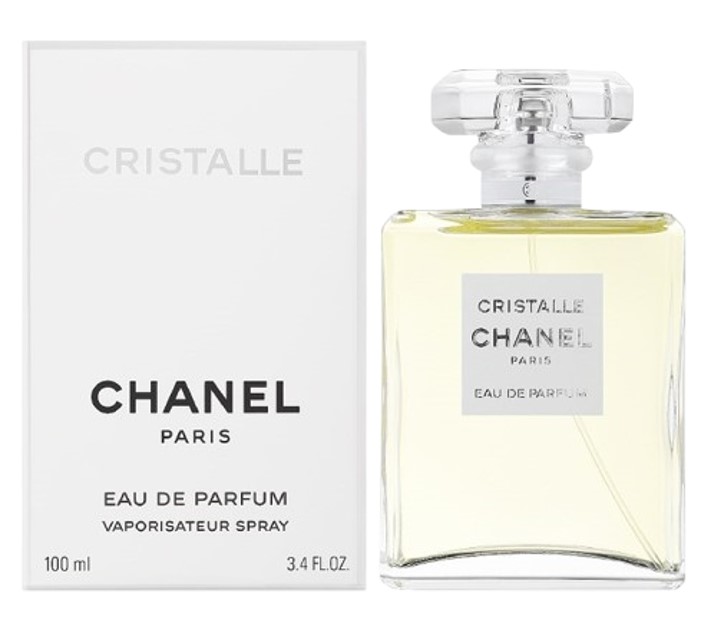 CRISTALLE
CHANEL
PARIS
EAU DE PARFUM
VAPORISATEUR SPRAY
100 ml 3.4 FL.OZ.
CRISTALLE
CHANEL
PARIS
EAU DE PARFUM